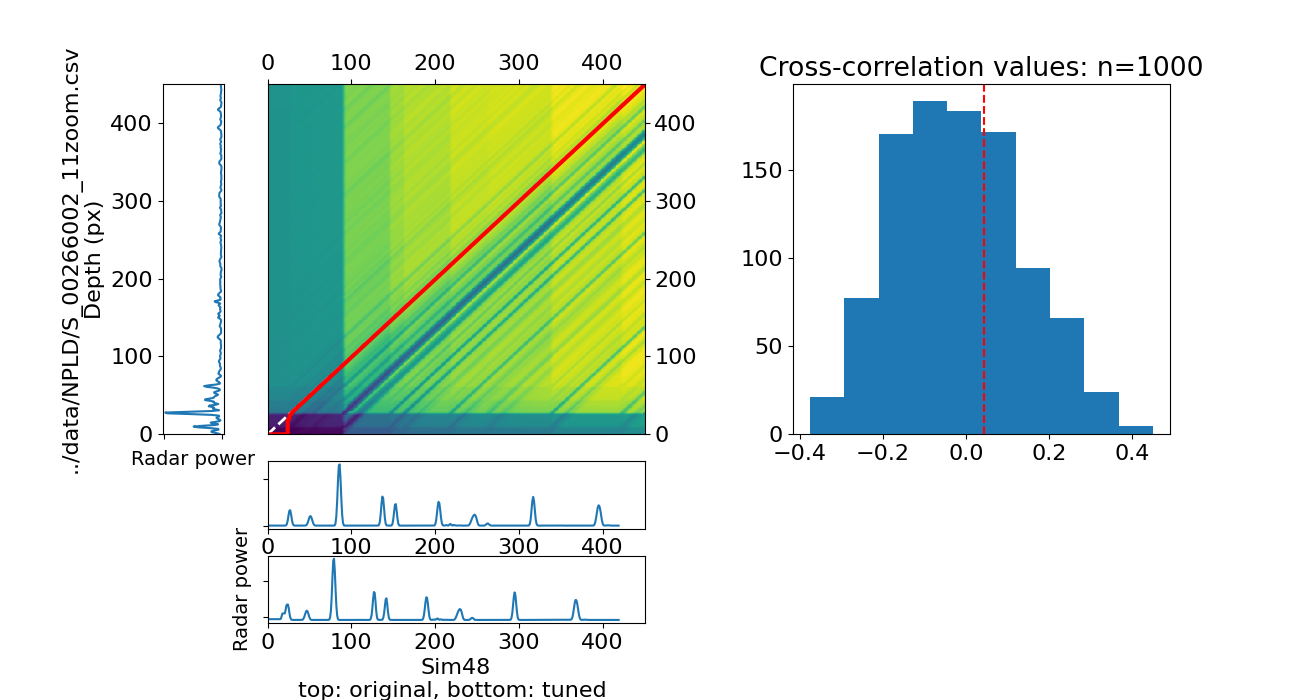 0 100 200 300 400
Cross-correlation values: n=1000
../data/NPLD/S_00266002_11zoom.csv
Depth (px)
400
300
200
100
0
400
300
200
100
0
150
100
50
0
−0.4 −0.2 0.0 0.2 0.4
Radar power
0 100 200 300 400
Radar power
0 100 200 300 400
Sim48
top: original, bottom: tuned